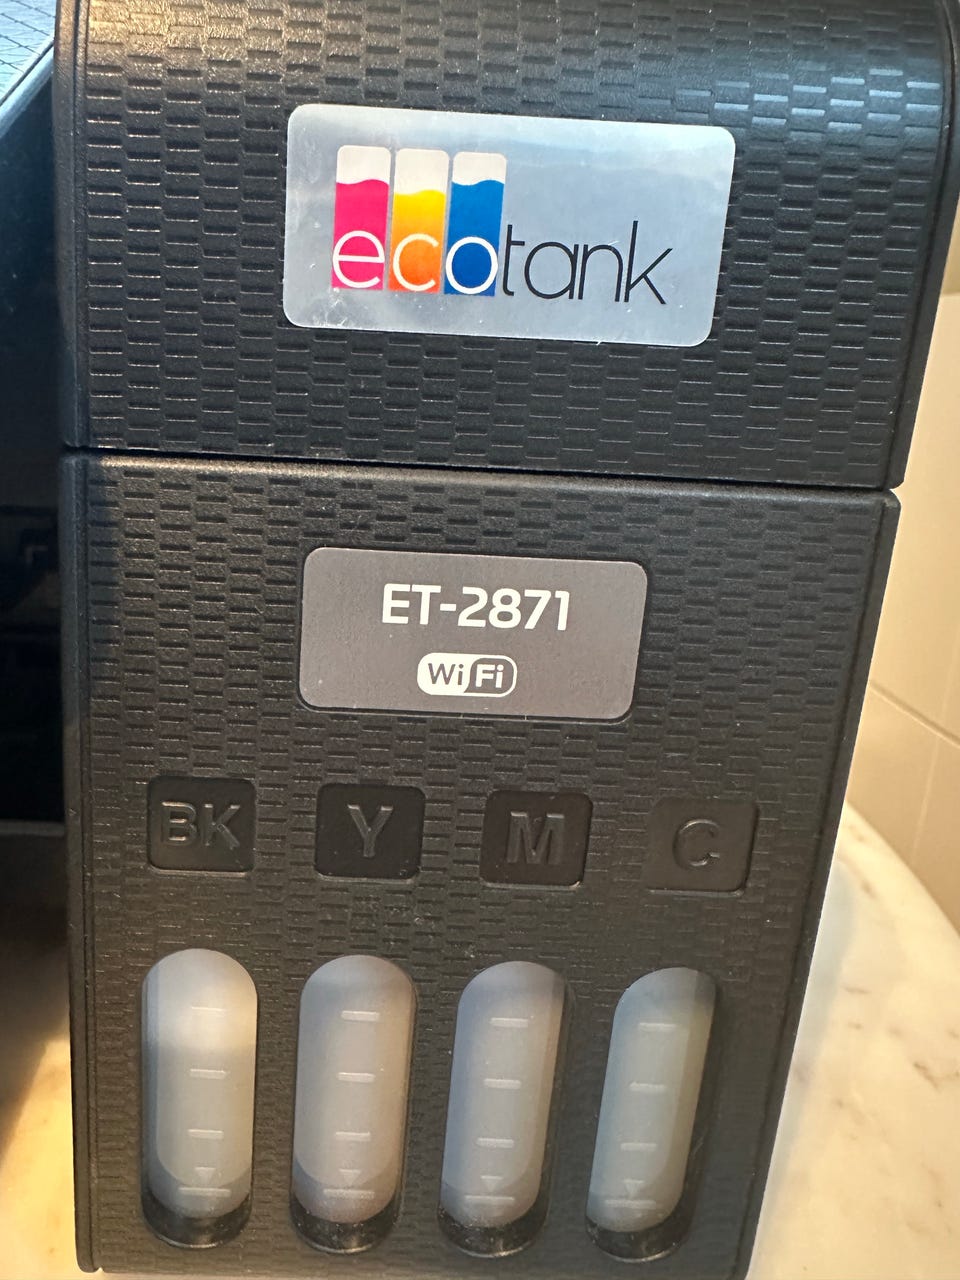 ecotank
ET-2871
WiFi
BK Y M C